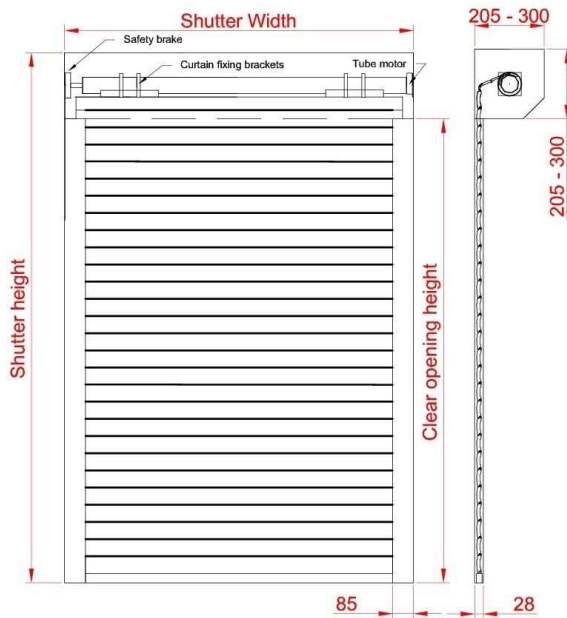 Shutter Width
205 - 300
Safety brake
Curtain fixing brackets
Tube motor
205 - 300
Shutter height
Clear opening height
85
28